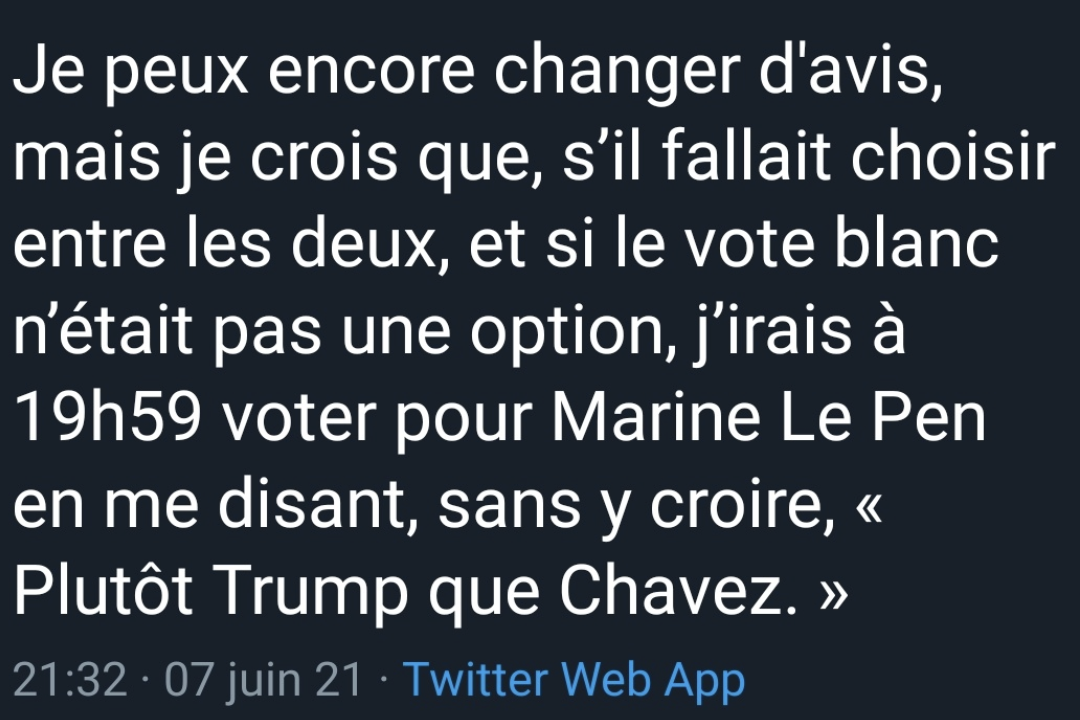 Je peux encore changer d'avis,
mais je crois que, s’il fallait choisir
entre les deux, et si le vote blanc
n’était pas une option, j’irais à
19h59 voter pour Marine Le Pen
en me disant, sans y croire, «
Plutôt Trump que Chavez. »
21:32 · 07 juin 21 · Twitter Web App